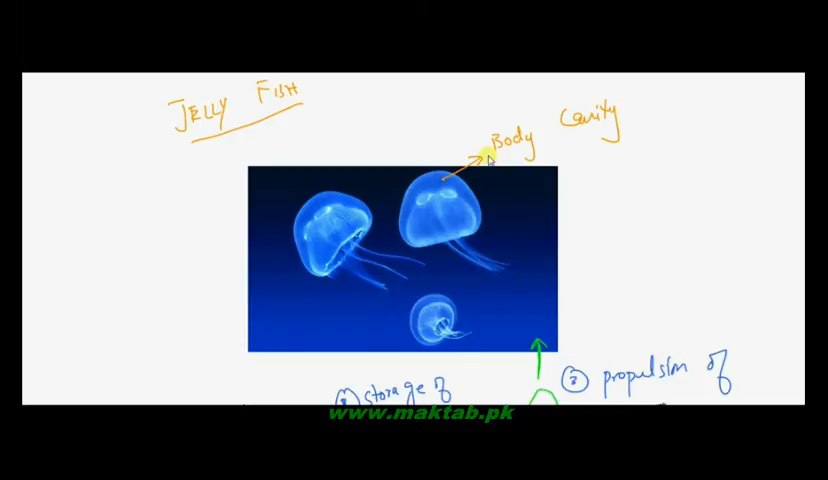 JELLY FISH
Body Cavity
① storage of
② propulsion of
www.maktab.pk